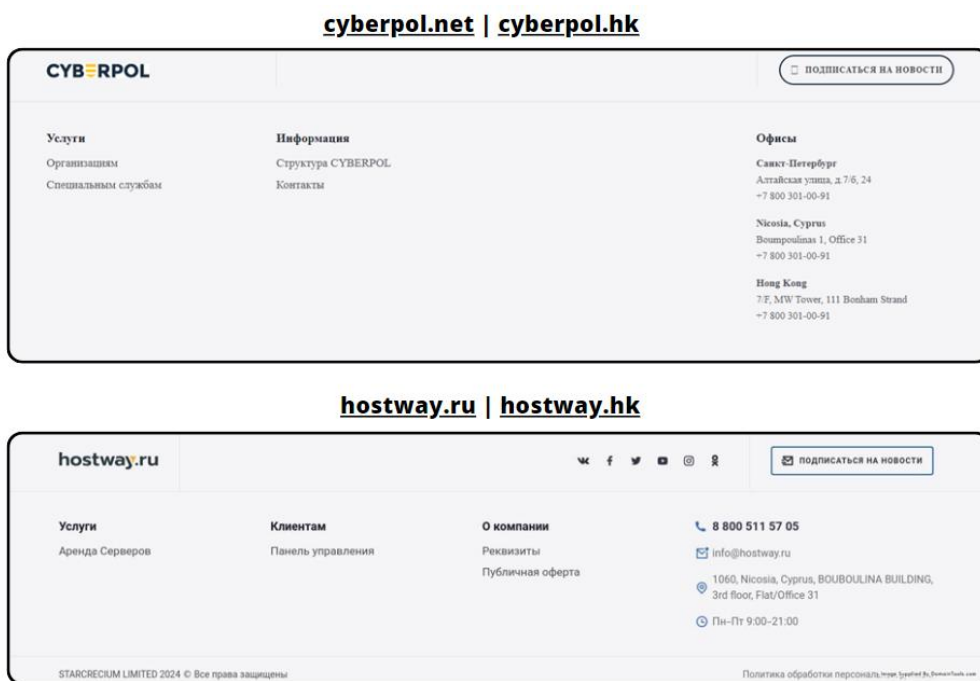 cyberpol.net | cyberpol.hk
CYBERPOL
ПОДПИСАТЬСЯ НА НОВОСТИ
Услуги
Организациям
Специальным службам
Информация
Структура CYBERPOL
Контакты
Офисы
Санкт-Петербург
Алтайская улица, д.7/6, 24
+7 800 301-00-91
Nicosia, Cyprus
Boumpoulinas 1, Office 31
+7 800 301-00-91
Hong Kong
7/F, MW Tower, 111 Bonham Strand
+7 800 301-00-91
hostway.ru | hostway.hk
hostway.ru
ПОДПИСАТЬСЯ НА НОВОСТИ
Услуги
Аренда Серверов
Клиентам
Панель управления
О компании
Реквизиты
Публичная оферта
8 800 511 57 05
info@hostway.ru
1060, Nicosia, Cyprus, BOUBOULINA BUILDING,
3rd floor, Flat/Office 31
Пн-Пт 9:00-21:00
STARCRECIUM LIMITED 2024 © Все права защищены
Политика обработки персональ
Image Supplied By DomainTools.com